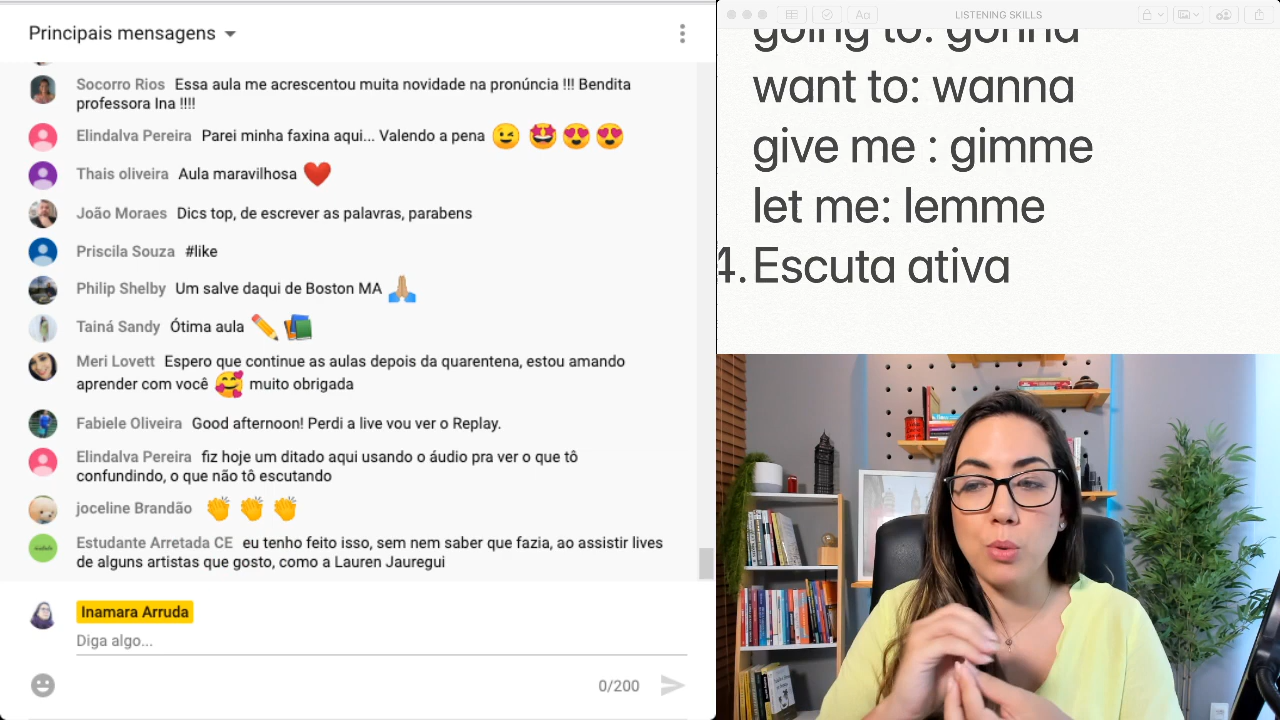 Principais mensagens
Socorro Rios Essa aula me acrescentou muita novidade na pronúncia !!! Bendita
professora Ina !!!!
Elindalva Pereira Parei minha faxina aqui... Valendo a pena 😉 🤩 😍 😍
Thais oliveira Aula maravilhosa ❤️
João Moraes Dics top, de escrever as palavras, parabens
Priscila Souza #like
Philip Shelby Um salve daqui de Boston MA 🙏
Tainá Sandy Ótima aula ✏️ 📚
Meri Lovett Espero que continue as aulas depois da quarentena, estou amando
aprender com você 🥰 muito obrigada
Fabiele Oliveira Good afternoon! Perdi a live vou ver o Replay.
Elindalva Pereira fiz hoje um ditado aqui usando o áudio pra ver o que tô
confundindo, o que não tô escutando
joceline Brandão 👏 👏 👏
Estudante Arretada CE eu tenho feito isso, sem nem saber que fazia, ao assistir lives
de alguns artistas que gosto, como a Lauren Jauregui
Inamara Arruda
Diga algo...
0/200
Aa
LISTENING SKILLS
going to: gonna
want to: wanna
give me : gimme
let me: lemme
4. Escuta ativa